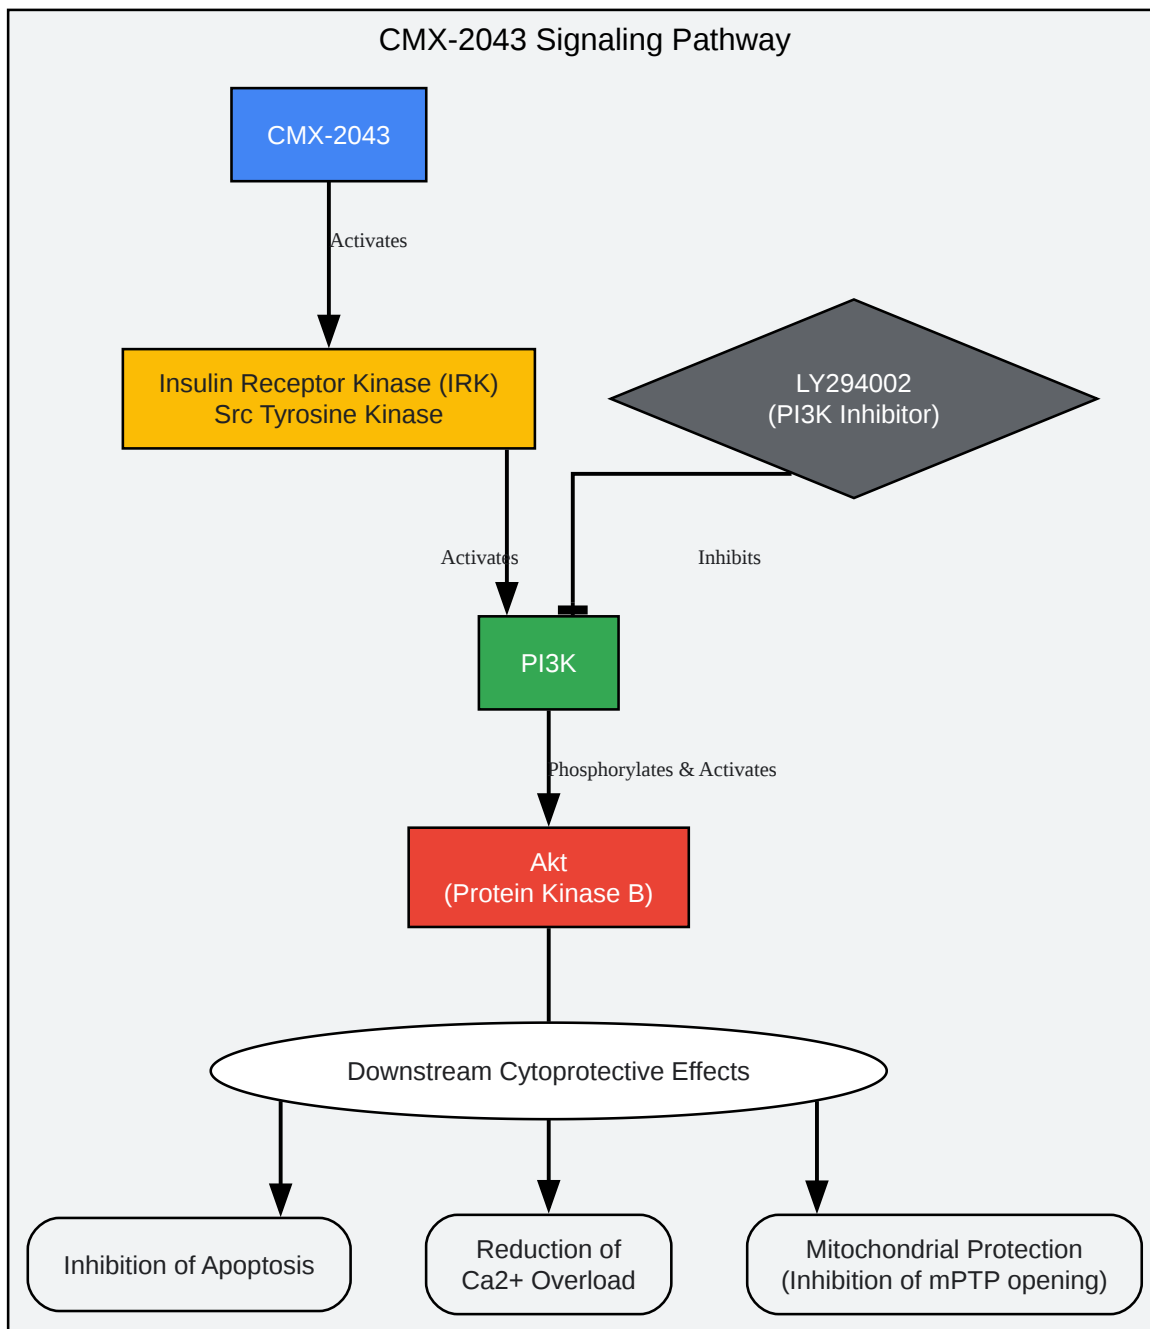 CMX-2043 Signaling Pathway
CMX-2043
Activates
Insulin Receptor Kinase (IRK)
Src Tyrosine Kinase
LY294002
(PI3K Inhibitor)
Activates
Inhibits
PI3K
Phosphorylates & Activates
Akt
(Protein Kinase B)
Downstream Cytoprotective Effects
Inhibition of Apoptosis
Reduction of
Ca2+ Overload
Mitochondrial Protection
(Inhibition of mPTP opening)